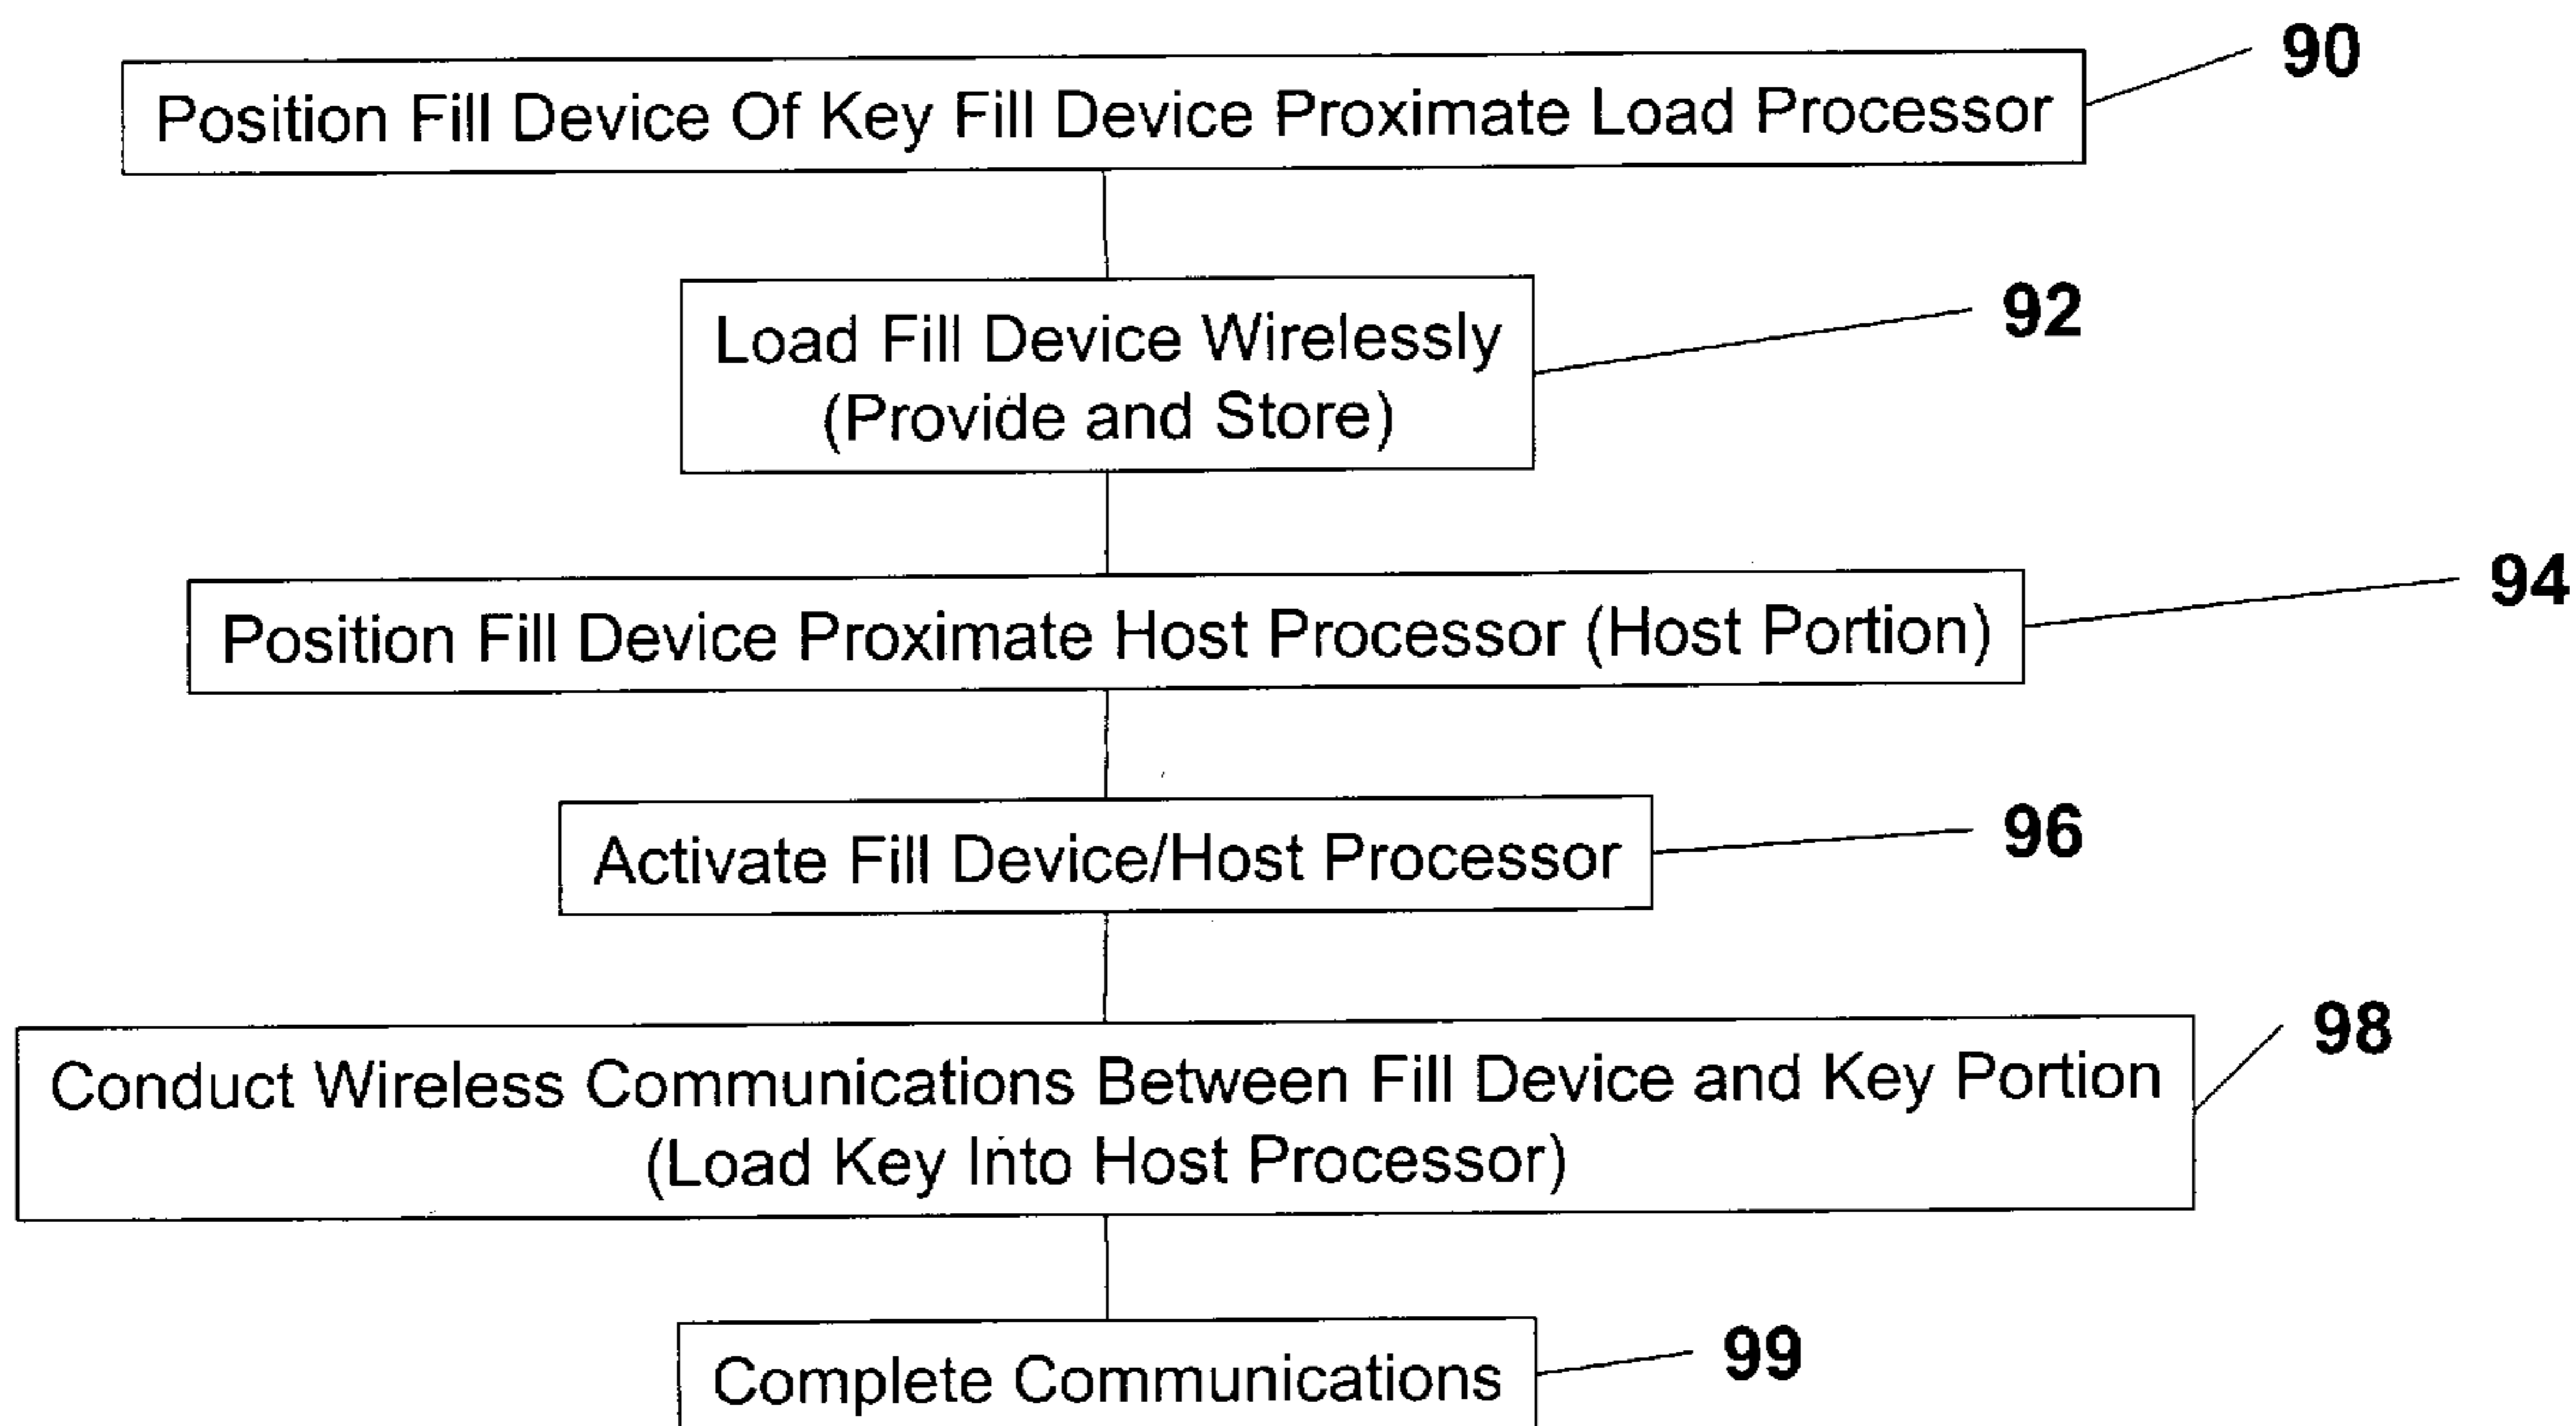 90
Position Fill Device Of Key Fill Device Proximate Load Processor
92
Load Fill Device Wirelessly
(Provide and Store)
94
Position Fill Device Proximate Host Processor (Host Portion)
96
Activate Fill Device/Host Processor
98
Conduct Wireless Communications Between Fill Device and Key Portion
(Load Key Into Host Processor)
99
Complete Communications